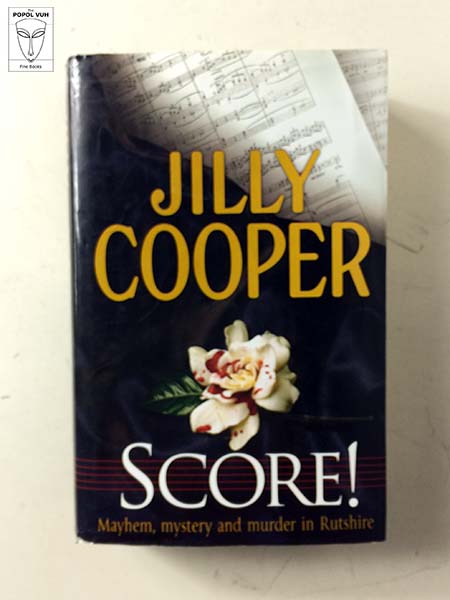 The
POPOL VUH
Fine Books
JILLY
COOPER
SCORE!
Mayhem, mystery and murder in Rutshire